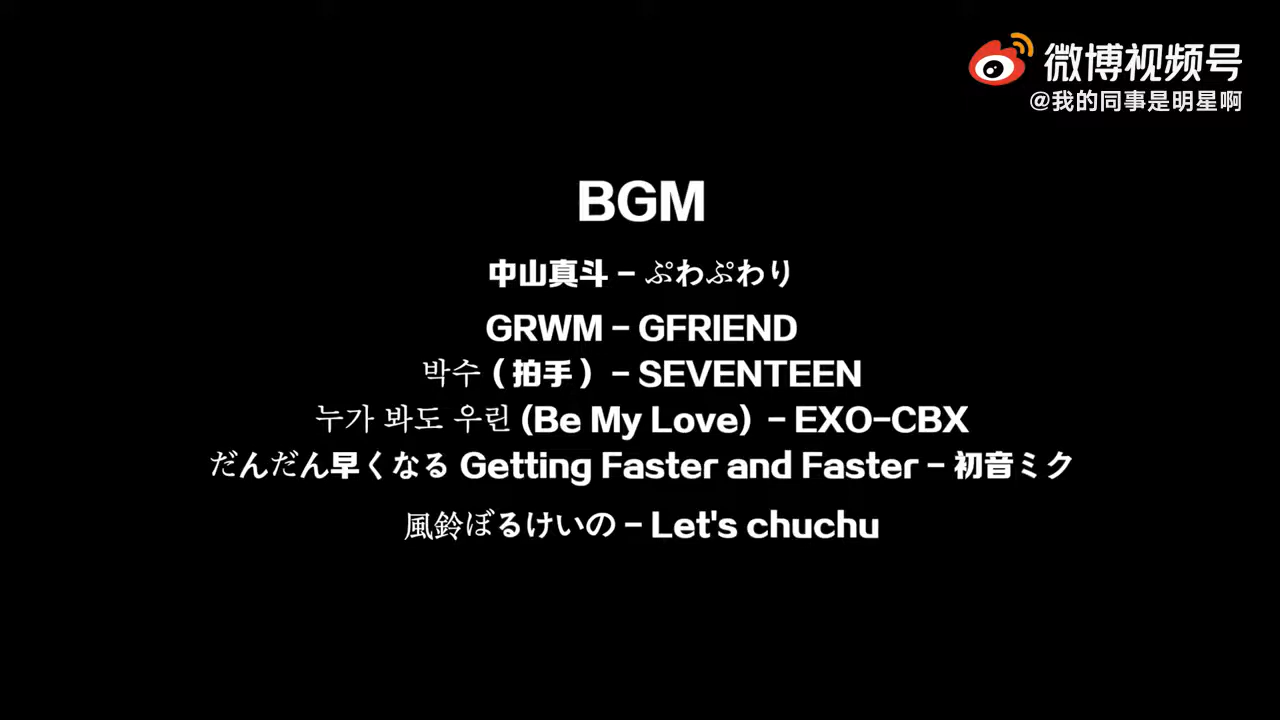 微博视频号
@我的同事是明星啊
BGM
中山真斗 – ぷわぷわり
GRWM – GFRIEND
박수 ( 拍手 ) – SEVENTEEN
누가 봐도 우린 (Be My Love) – EXO-CBX
だんだん早くなる Getting Faster and Faster – 初音ミク
風鈴ぼるけいの – Let's chuchu